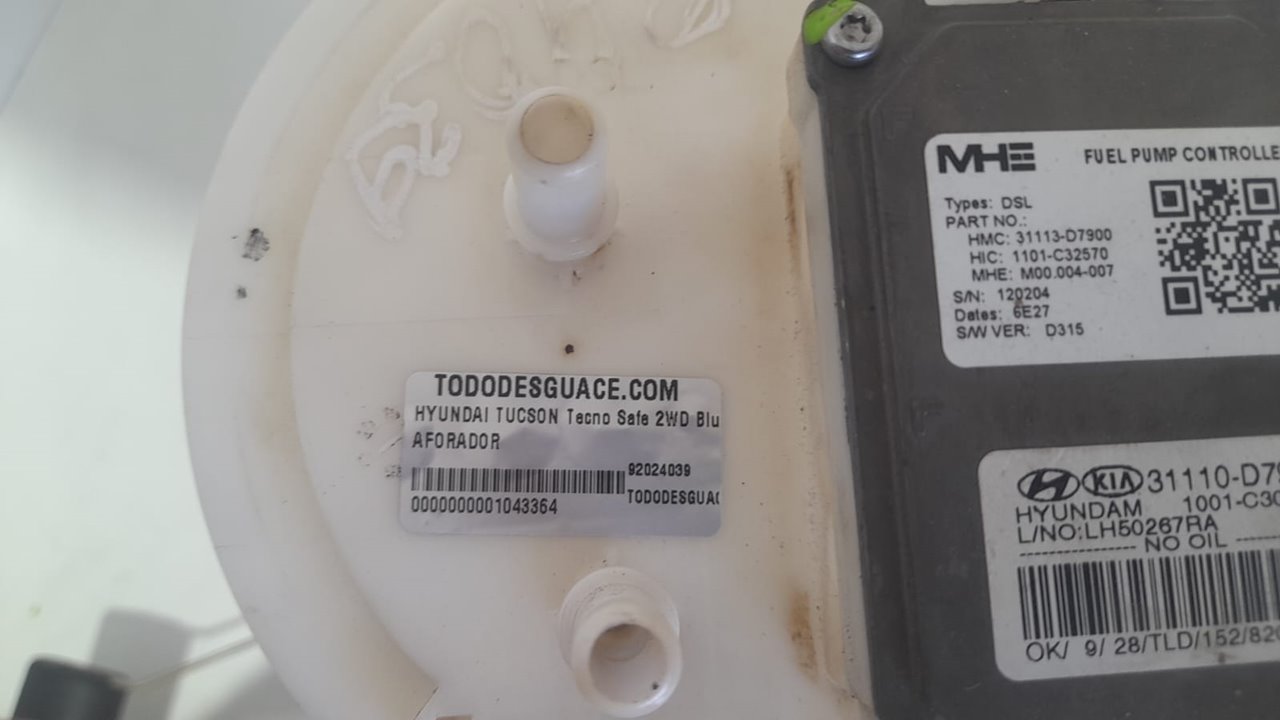 MHE FUEL PUMP CONTROLLE
Types: DSL
PART NO.:
HMC: 31113-D7900
HIC: 1101-C32570
MHE: M00.004-007
S/N: 120204
Dates: 6E27
S/W VER: D315
TODODESGUACE.COM
HYUNDAI TUCSON Tecno Safe 2WD Blu
AFORADOR
92024039
0000000001043364
TODODESGUAC
KIA 31110-D79
HYUNDAM 1001-C30
L/NO:LH50267RA
NO OIL
OK/ 9/ 28/TLD/152/826